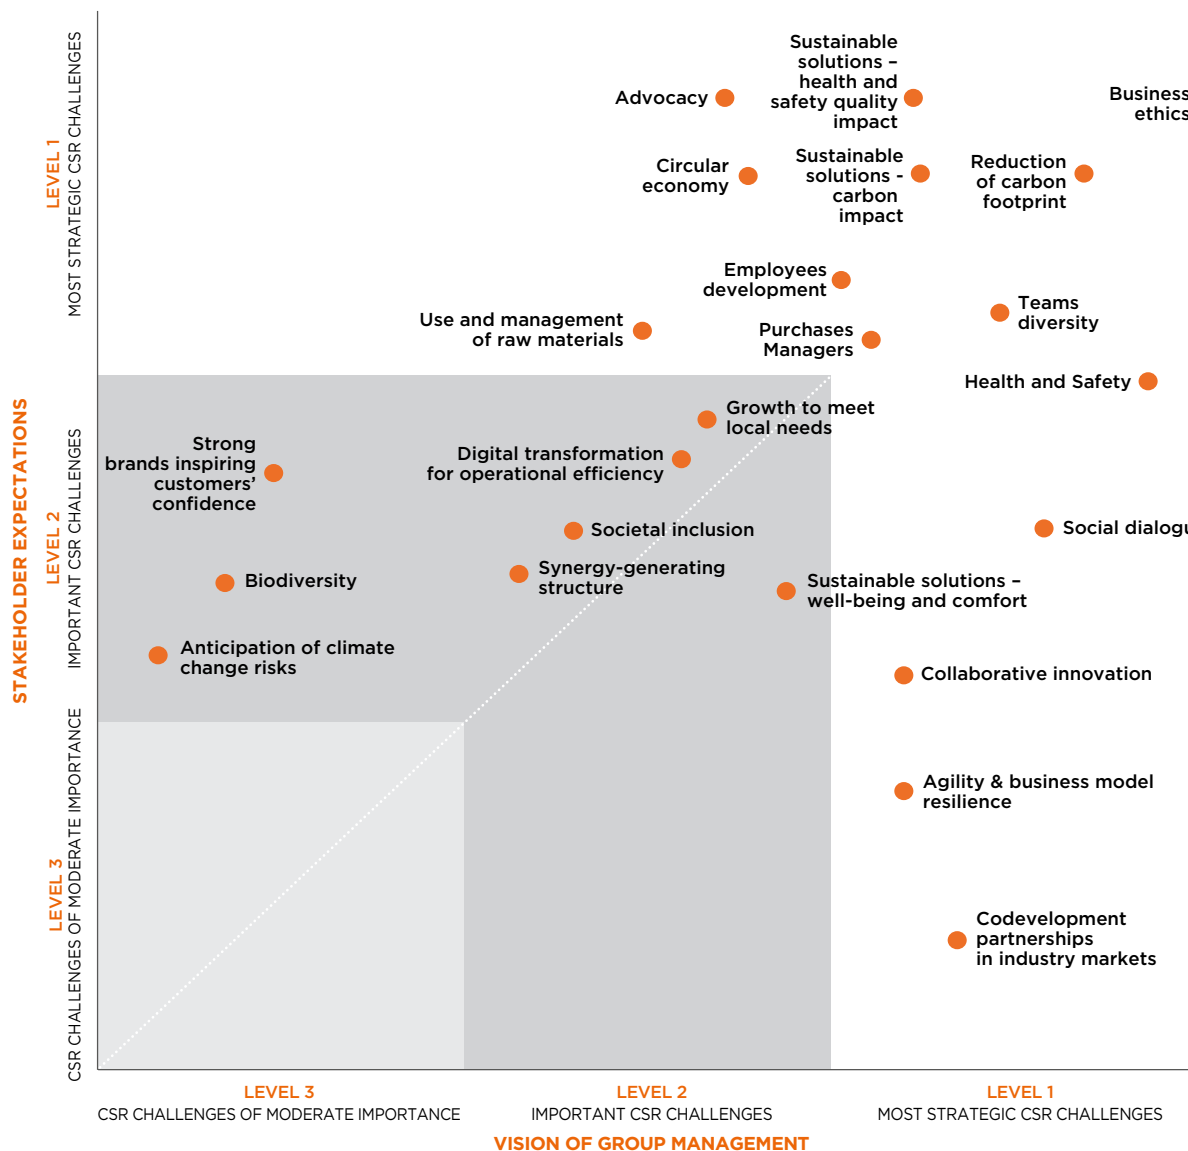 Sustainable
solutions –
health and
safety quality
impact
Advocacy
Business
ethics
Circular
economy
Sustainable
solutions -
carbon
impact
Reduction
of carbon
footprint
Employees
development
Teams
diversity
Use and management
of raw materials
Purchases
Managers
Health and Safety
Growth to meet
local needs
Strong
brands inspiring
customers’
confidence
Digital transformation
for operational efficiency
Societal inclusion
Social dialogu
Biodiversity
Synergy-generating
structure
Sustainable solutions –
well-being and comfort
Anticipation of climate
change risks
Collaborative innovation
Agility & business model
resilience
Codevelopment
partnerships
in industry markets
STAKEHOLDER EXPECTATIONS
LEVEL 1
MOST STRATEGIC CSR CHALLENGES
LEVEL 2
IMPORTANT CSR CHALLENGES
LEVEL 3
CSR CHALLENGES OF MODERATE IMPORTANCE
LEVEL 3
CSR CHALLENGES OF MODERATE IMPORTANCE
LEVEL 2
IMPORTANT CSR CHALLENGES
LEVEL 1
MOST STRATEGIC CSR CHALLENGES
VISION OF GROUP MANAGEMENT